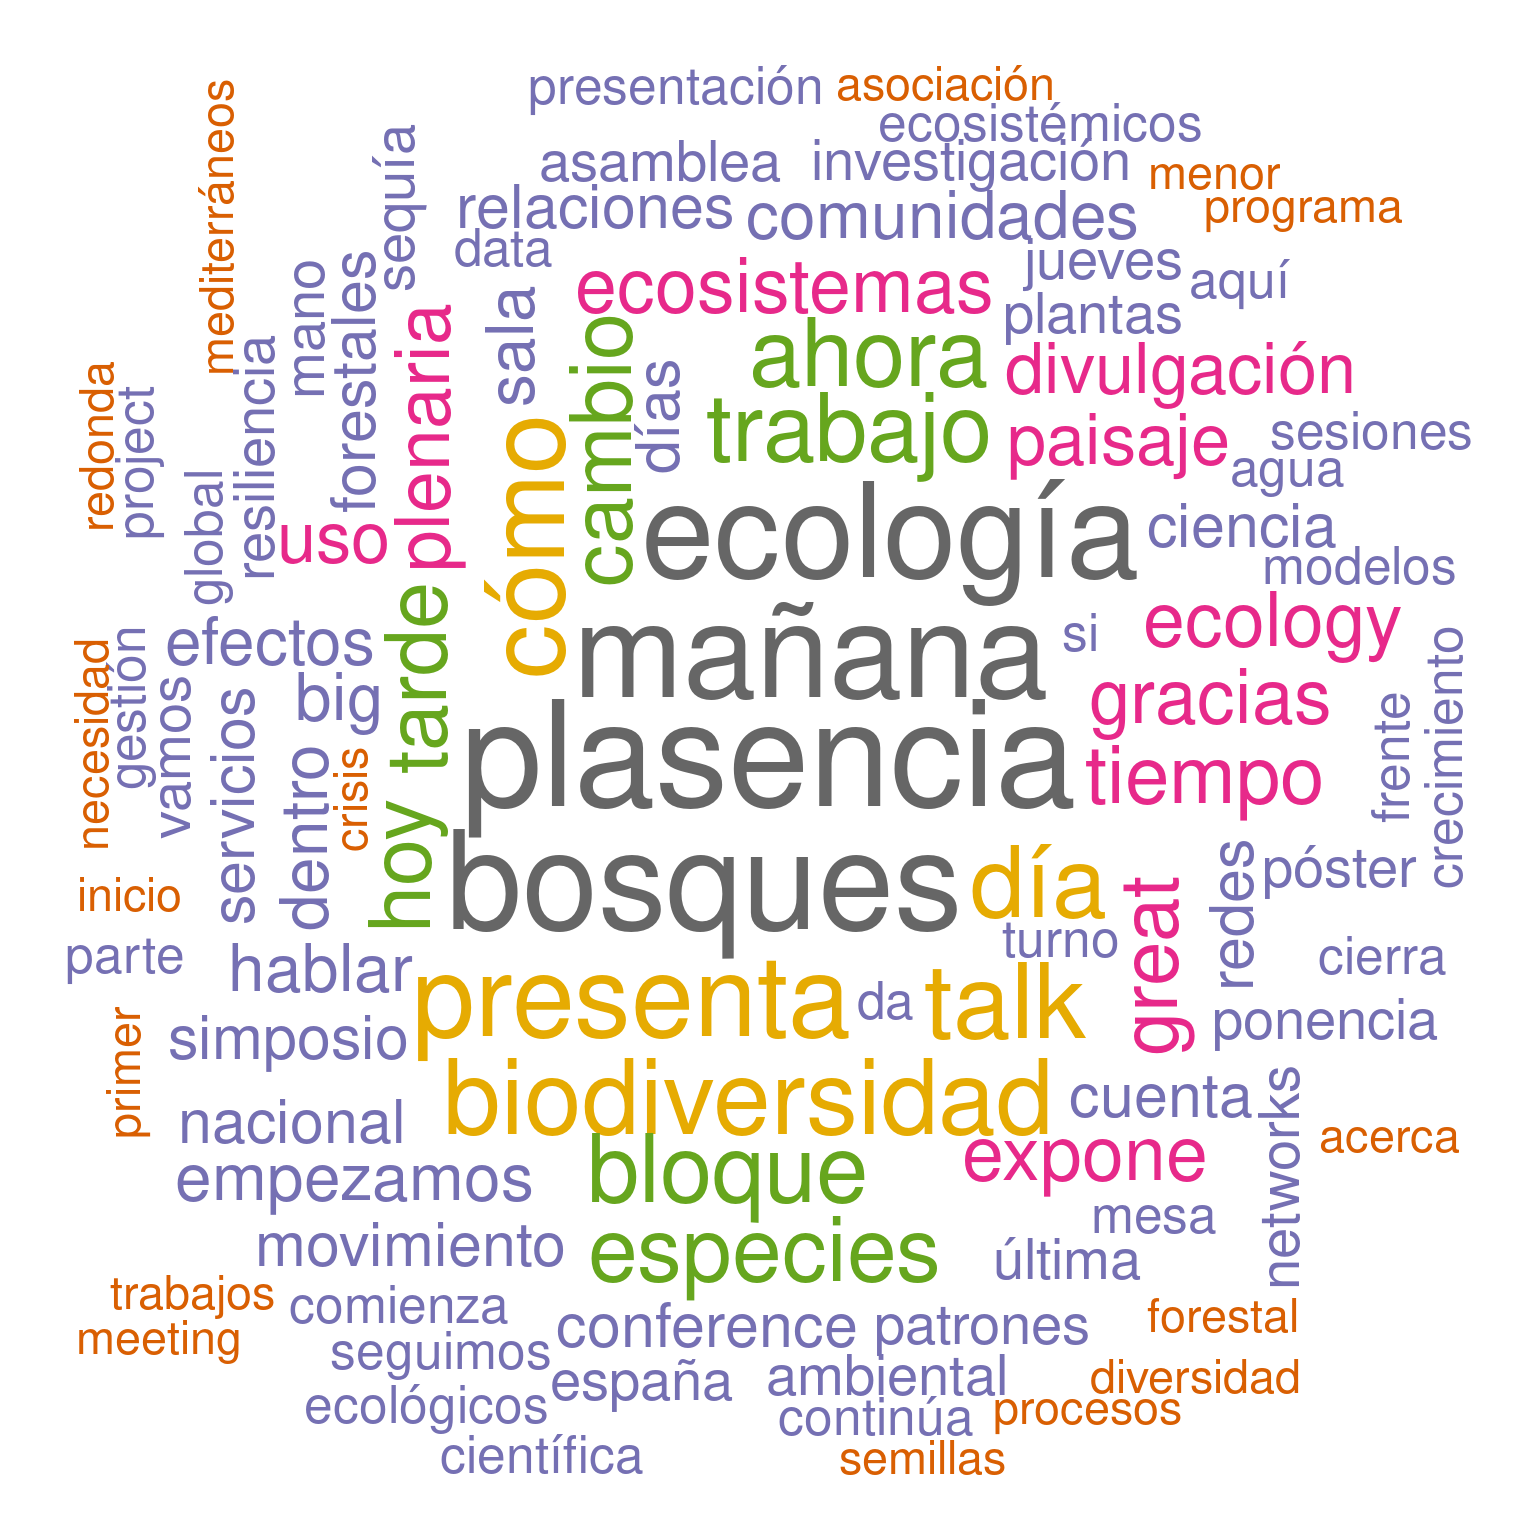 presentación
asociación
ecosistémicos
asamblea
investigación
menor
programa
relaciones
comunidades
data
jueves
aquí
sequía
mediterráneos
mano
forestales
sala
ecosistemas
plantas
plenaria
cambio
ahora
divulgación
días
trabajo
paisaje
sesiones
agua
redonda
project
resiliencia
global
uso
cómo
ecología
ciencia
modelos
tarde
mañana
si
ecology
efectos
big
gracias
necesidad
gestión
vamos
servicios
dentro
crisis
hoy
plasencia
tiempo
frente
crecimiento
bosques
día
great
redes
póster
inicio
parte
hablar
turno
cierra
presenta
da
talk
ponencia
simposio
primer
biodiversidad
cuenta
networks
nacional
acerca
empezamos
bloque
expone
mesa
movimiento
especies
última
trabajos
comienza
meeting
conference
patrones
forestal
seguimos
españa
ambiental
diversidad
ecológicos
continúa
procesos
científica
semillas